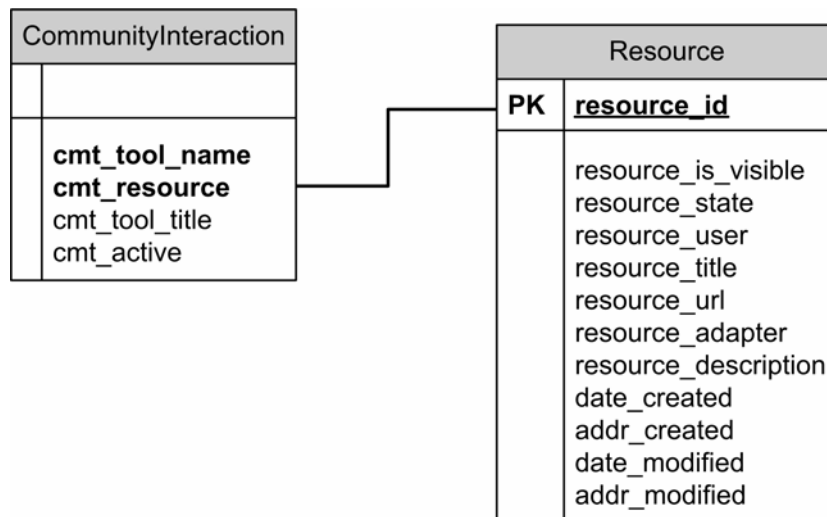 CommunityInteraction
cmt_tool_name
cmt_resource
cmt_tool_title
cmt_active
Resource
PK resource_id
resource_is_visible
resource_state
resource_user
resource_title
resource_url
resource_adapter
resource_description
date_created
addr_created
date_modified
addr_modified